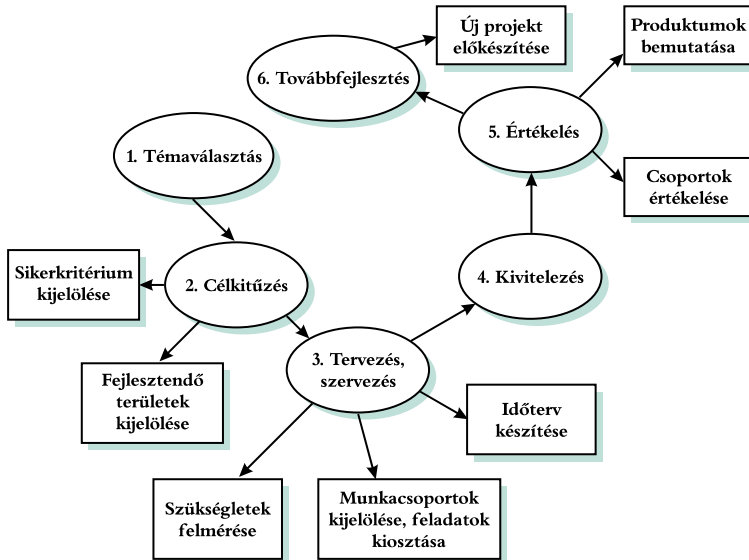 Új projekt
előkészítése
Produktumok
bemutatása
6. Továbbfejlesztés
5. Értékelés
1. Témaválasztás
Csoportok
értékelése
Sikerkritérium
kijelölése
2. Célkitűzés
4. Kivitelezés
3. Tervezés,
szervezés
Fejlesztendő
területek
kijelölése
Időterv
készítése
Szükségletek
felmérése
Munkacsoportok
kijelölése, feladatok
kiosztása